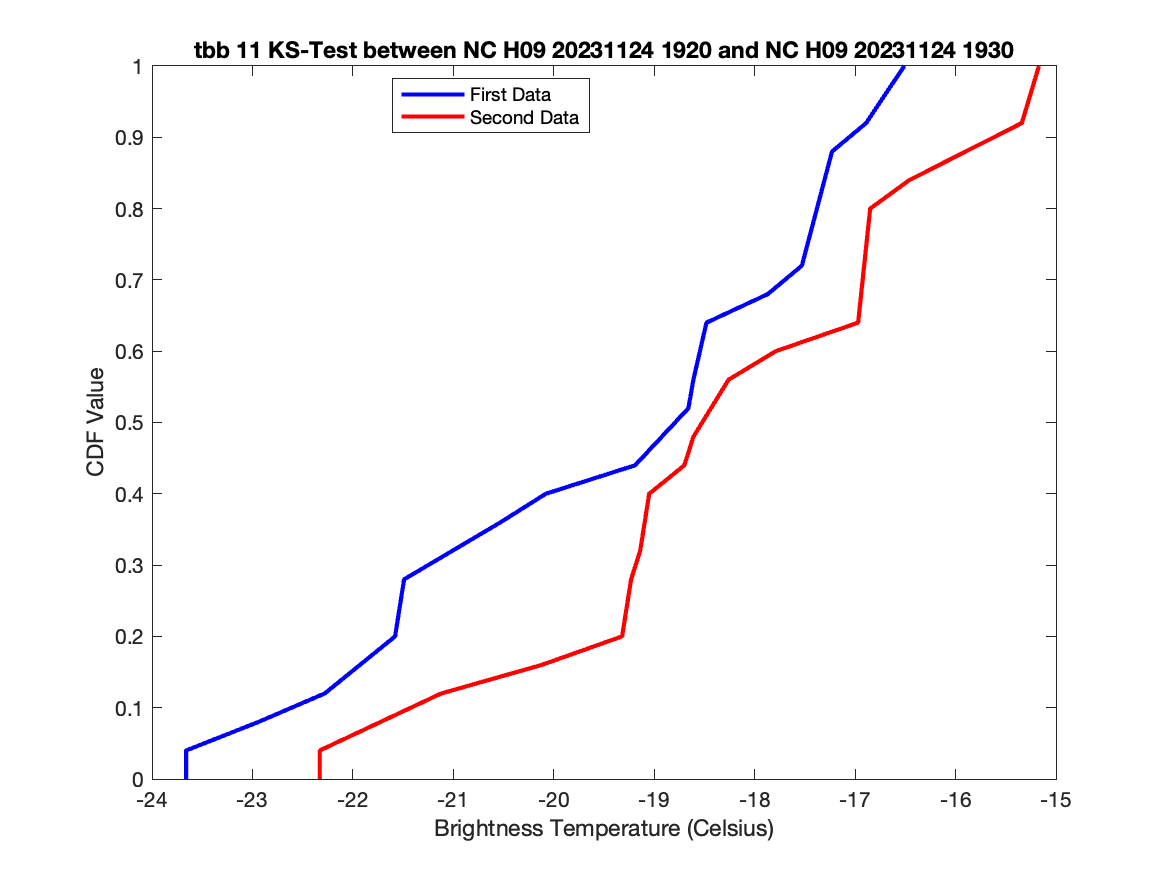 tbb 11 KS-Test between NC H09 20231124 1920 and NC H09 20231124 1930
First Data
Second Data
1
0.9
0.8
0.7
0.6
0.5
0.4
0.3
0.2
0.1
0
CDF Value
-24 -23 -22 -21 -20 -19 -18 -17 -16 -15
Brightness Temperature (Celsius)